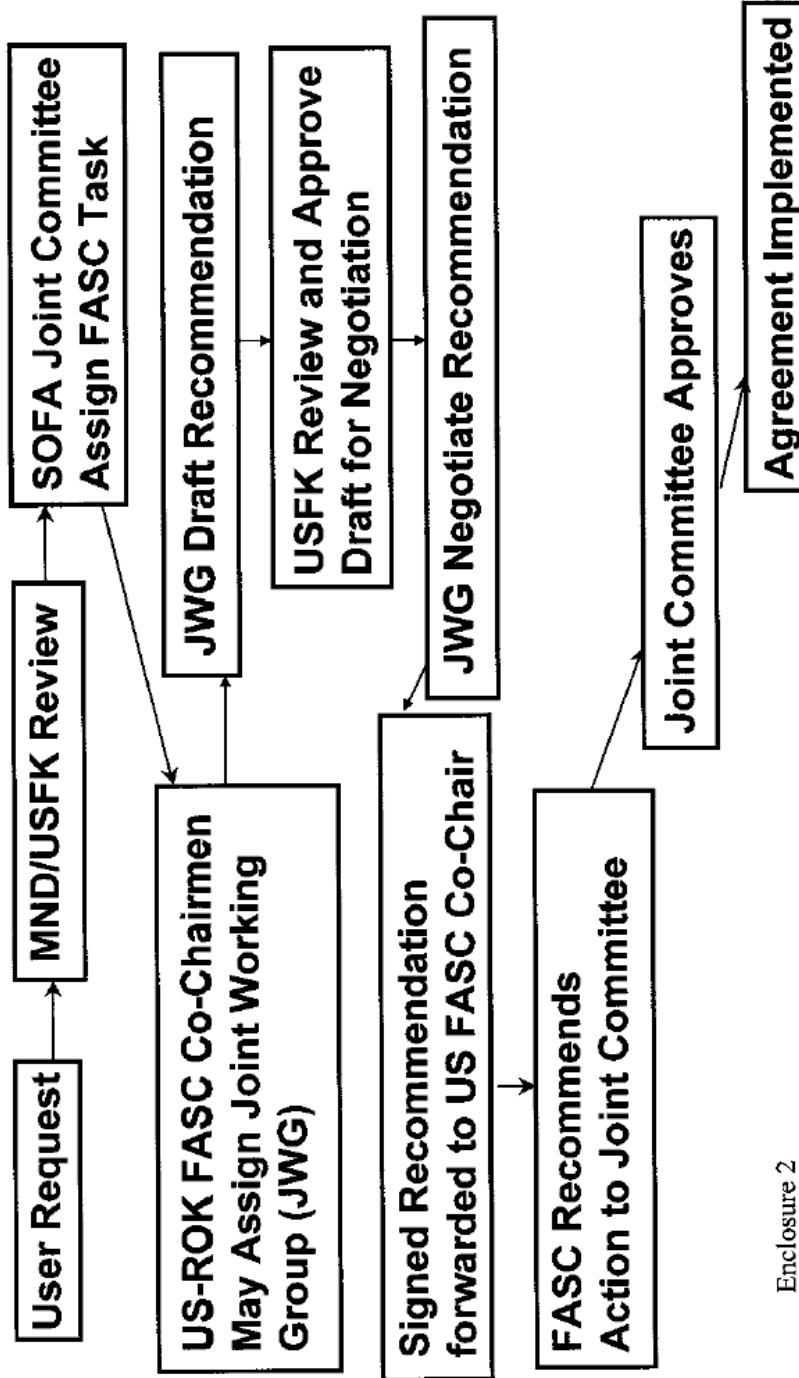 User Request
MND/USFK Review
SOFA Joint Committee
Assign FASC Task
US-ROK FASC Co-Chairmen
May Assign Joint Working
Group (JWG)
JWG Draft Recommendation
USFK Review and Approve
Draft for Negotiation
JWG Negotiate Recommendation
Signed Recommendation
forwarded to US FASC Co-Chair
FASC Recommends
Action to Joint Committee
Joint Committee Approves
Agreement Implemented
Enclosure 2